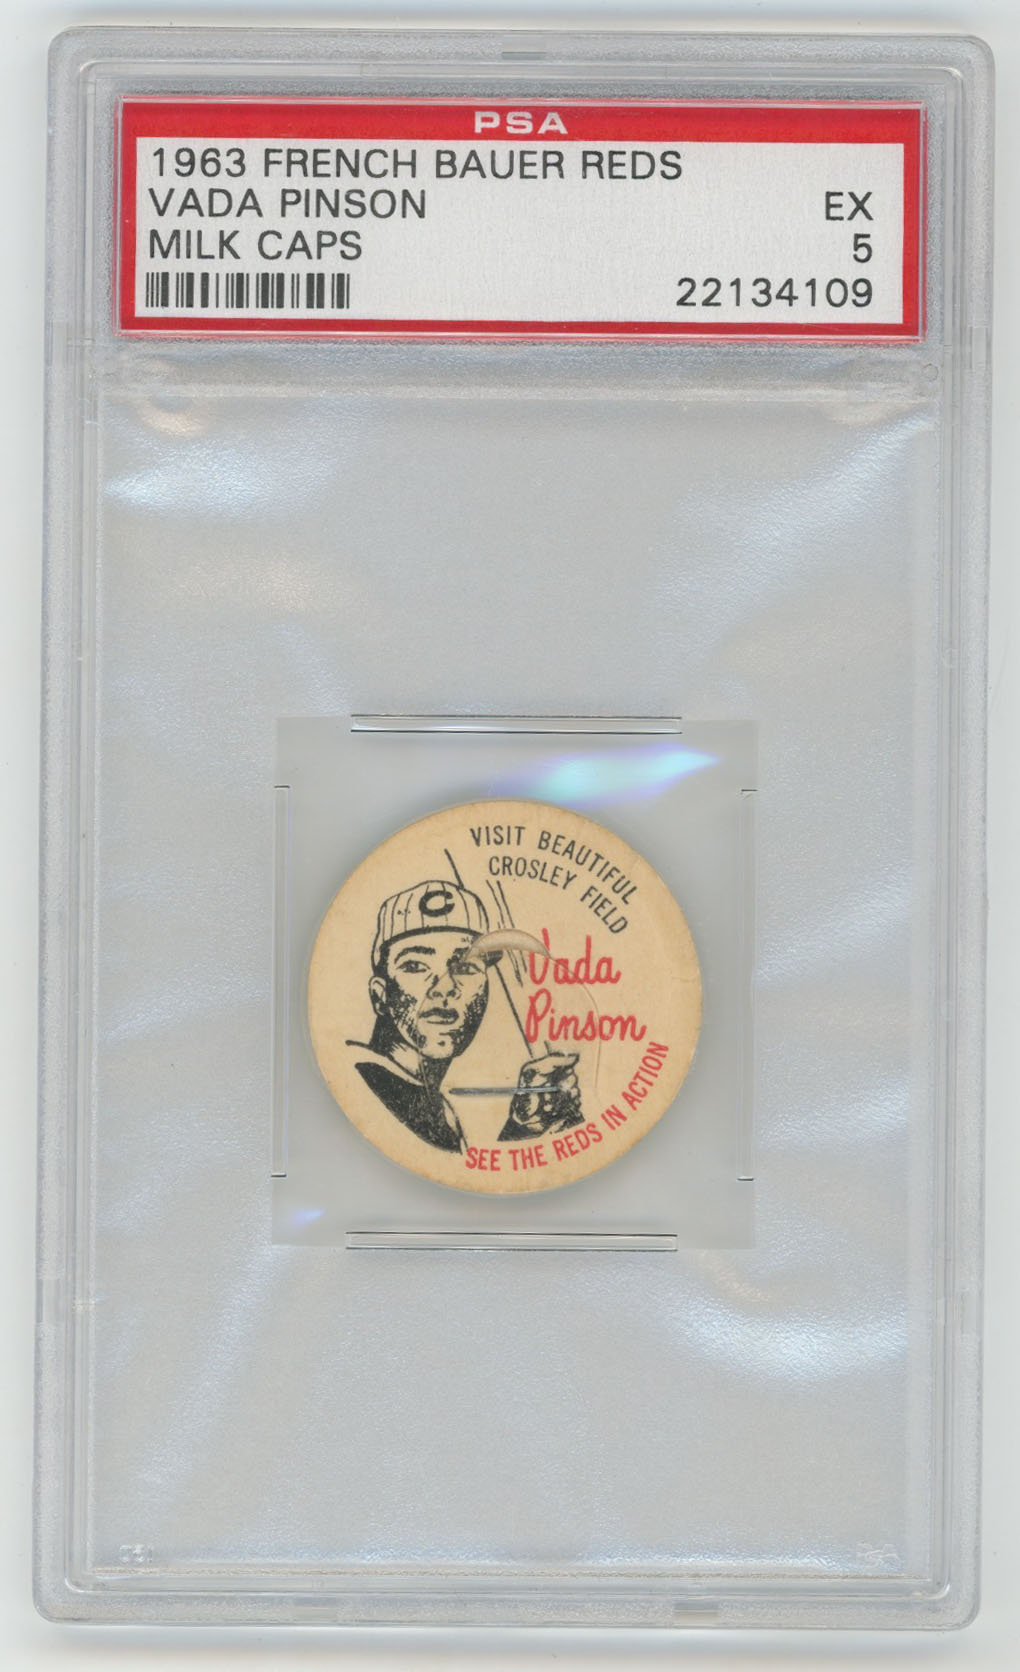 PSA
1963 FRENCH BAUER REDS
VADA PINSON
EX
MILK CAPS
5
22134109
VISIT BEAUTIFUL
CROSLEY FIELD
C
Vada
Pinson
SEE THE REDS IN ACTION
PSA